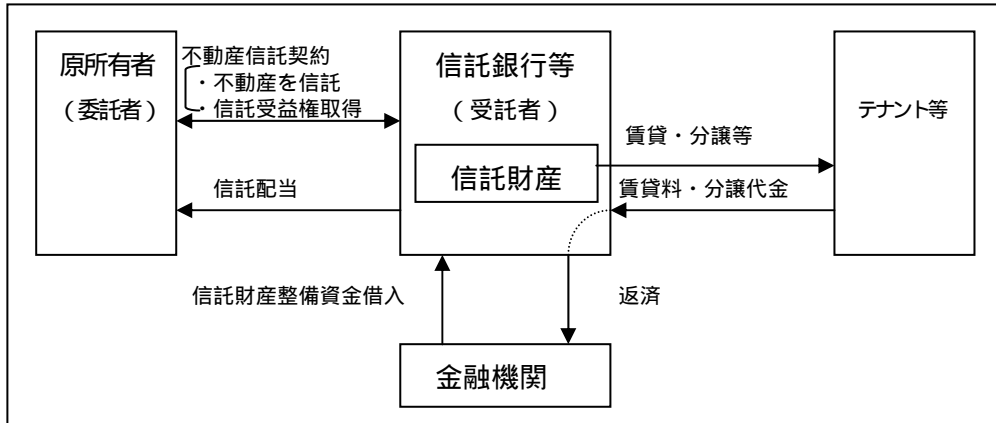 原所有者
(委託者)
不動産信託契約
・不動産を信託
・信託受益権取得
信託配当
信託銀行等
(受託者)
信託財産
賃貸・分譲等
賃貸料・分譲代金
テナント等
信託財産整備資金借入
返済
金融機関